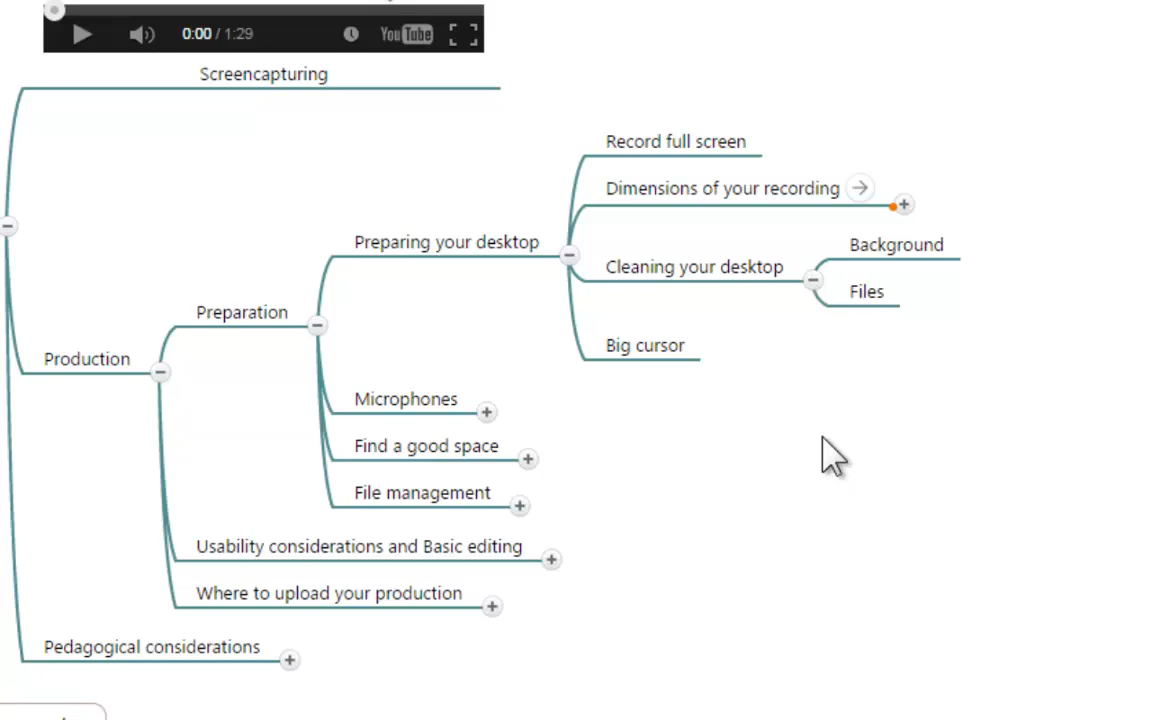 0:00 / 1:29
YouTube
Screencapturing
Record full screen
Dimensions of your recording
Preparing your desktop
Background
Cleaning your desktop
Files
Preparation
Big cursor
Production
Microphones
Find a good space
File management
Usability considerations and Basic editing
Where to upload your production
Pedagogical considerations